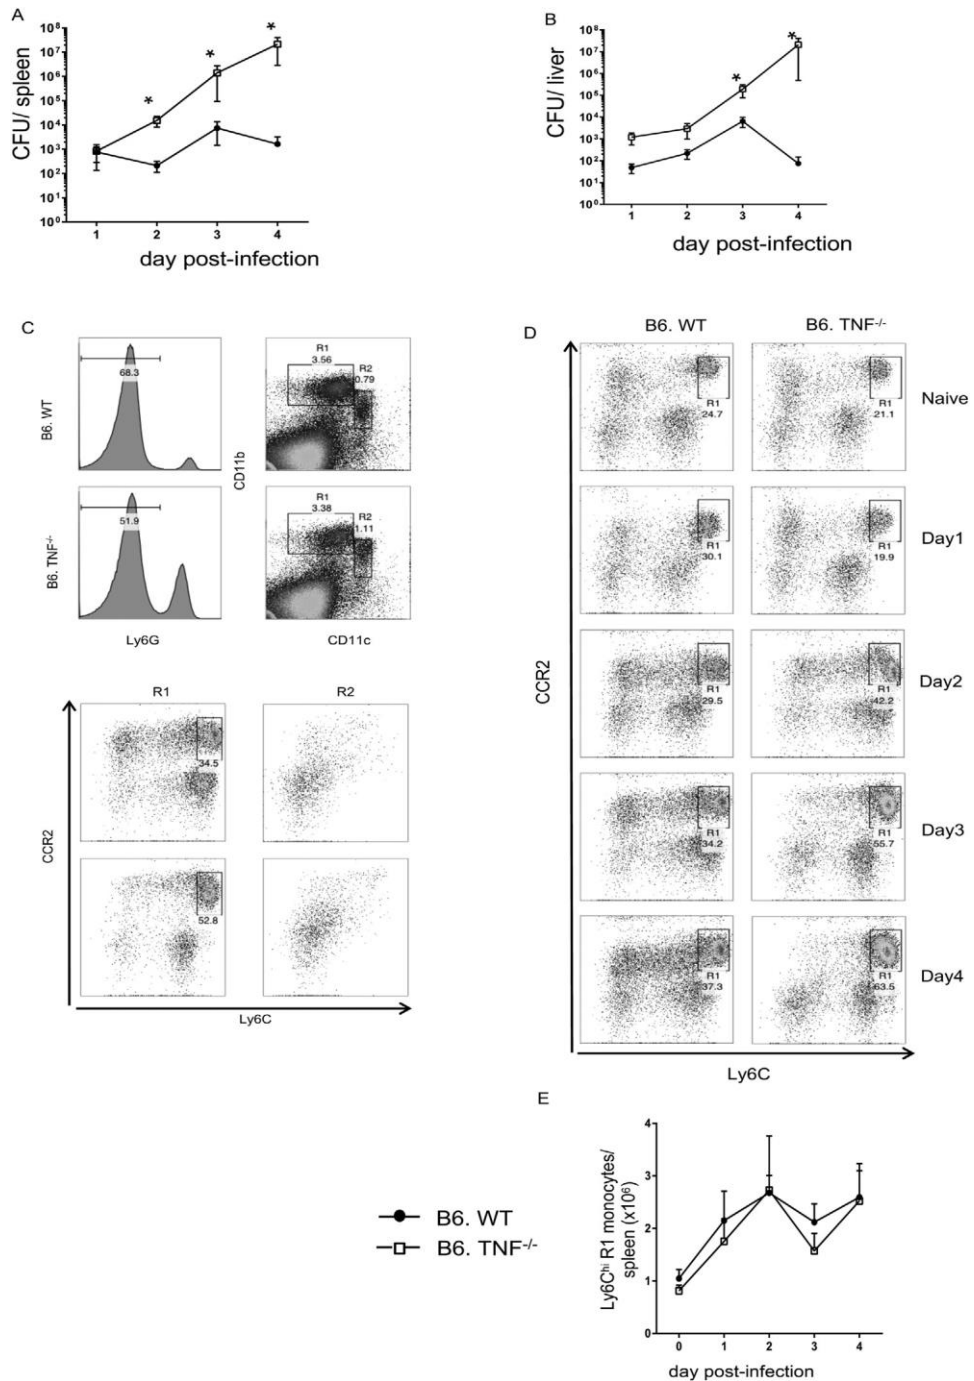 A
CFU/ spleen
10⁸
10⁷
10⁶
10⁵
10⁴
10³
10²
10¹
10⁰
* * *
1 2 3 4
day post-infection
B
CFU/ liver
10⁸
10⁷
10⁶
10⁵
10⁴
10³
10²
10¹
10⁰
* *
1 2 3 4
day post-infection
C
B6. WT
68.3
CD11b
R1
3.56
R2
0.79
B6. TNF⁻/⁻
51.9
R1
3.38
R2
1.11
Ly6G
CD11c
R1 R2
CCR2
34.5
52.8
Ly6C
D
B6. WT B6. TNF⁻/⁻
CCR2
R1
24.7
R1
21.1
Naive
R1
30.1
R1
19.9
Day1
R1
29.5
R1
42.2
Day2
R1
34.2
R1
55.7
Day3
R1
37.3
R1
63.5
Day4
Ly6C
B6. WT
B6. TNF⁻/⁻
E
Ly6Cʰⁱ R1 monocytes/
spleen (x10⁶)
4
3
2
1
0
0 1 2 3 4
day post-infection